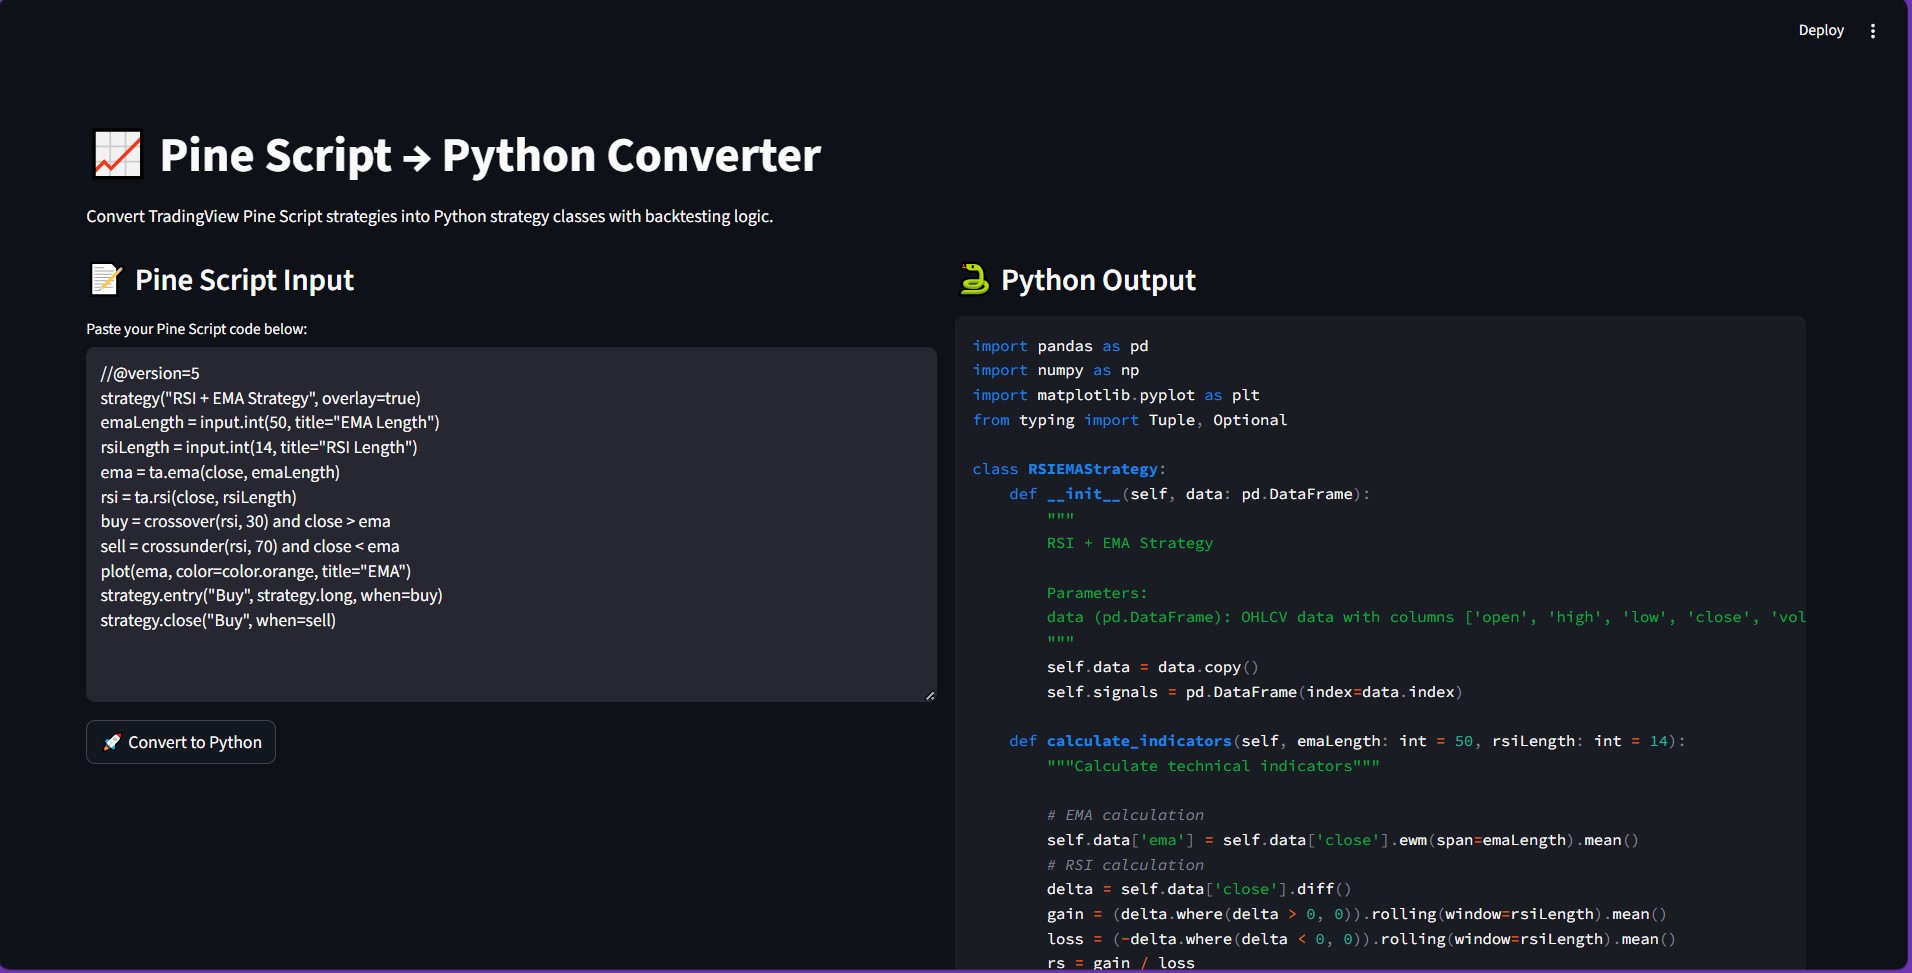 Deploy
Pine Script → Python Converter
Convert TradingView Pine Script strategies into Python strategy classes with backtesting logic.
Pine Script Input
Paste your Pine Script code below:
//@version=5
strategy("RSI + EMA Strategy", overlay=true)
emaLength = input.int(50, title="EMA Length")
rsiLength = input.int(14, title="RSI Length")
ema = ta.ema(close, emaLength)
rsi = ta.rsi(close, rsiLength)
buy = crossover(rsi, 30) and close > ema
sell = crossunder(rsi, 70) and close < ema
plot(ema, color=color.orange, title="EMA")
strategy.entry("Buy", strategy.long, when=buy)
strategy.close("Buy", when=sell)
Convert to Python
Python Output
import pandas as pd
import numpy as np
import matplotlib.pyplot as plt
from typing import Tuple, Optional
class RSIEMAStrategy:
    def __init__(self, data: pd.DataFrame):
        """
        RSI + EMA Strategy
        Parameters:
        data (pd.DataFrame): OHLCV data with columns ['open', 'high', 'low', 'close', 'vol
        """
        self.data = data.copy()
        self.signals = pd.DataFrame(index=data.index)
    def calculate_indicators(self, emaLength: int = 50, rsiLength: int = 14):
        """Calculate technical indicators"""
        # EMA calculation
        self.data['ema'] = self.data['close'].ewm(span=emaLength).mean()
        # RSI calculation
        delta = self.data['close'].diff()
        gain = (delta.where(delta > 0, 0)).rolling(window=rsiLength).mean()
        loss = (-delta.where(delta < 0, 0)).rolling(window=rsiLength).mean()
        rs = gain / loss